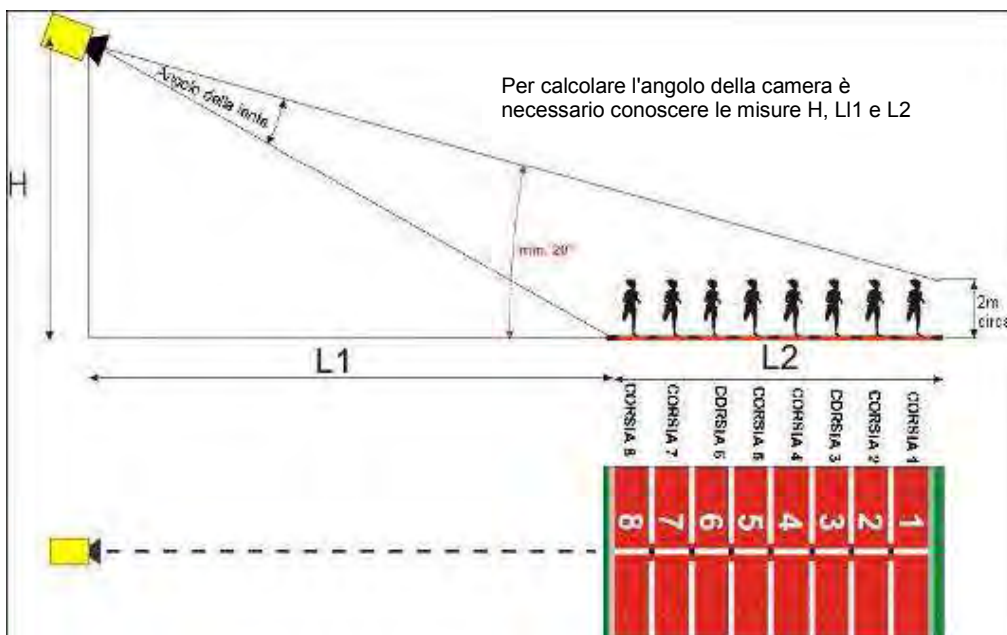 Per calcolare l'angolo della camera è
necessario conoscere le misure H, Ll1 e L2
Angolo della lente
H
min. 20°
2m
circa
L1
L2
CORSIA 8
CORSIA 7
CORSIA 6
CORSIA 5
CORSIA 4
CORSIA 3
CORSIA 2
CORSIA 1
8
7
6
5
4
3
2
1